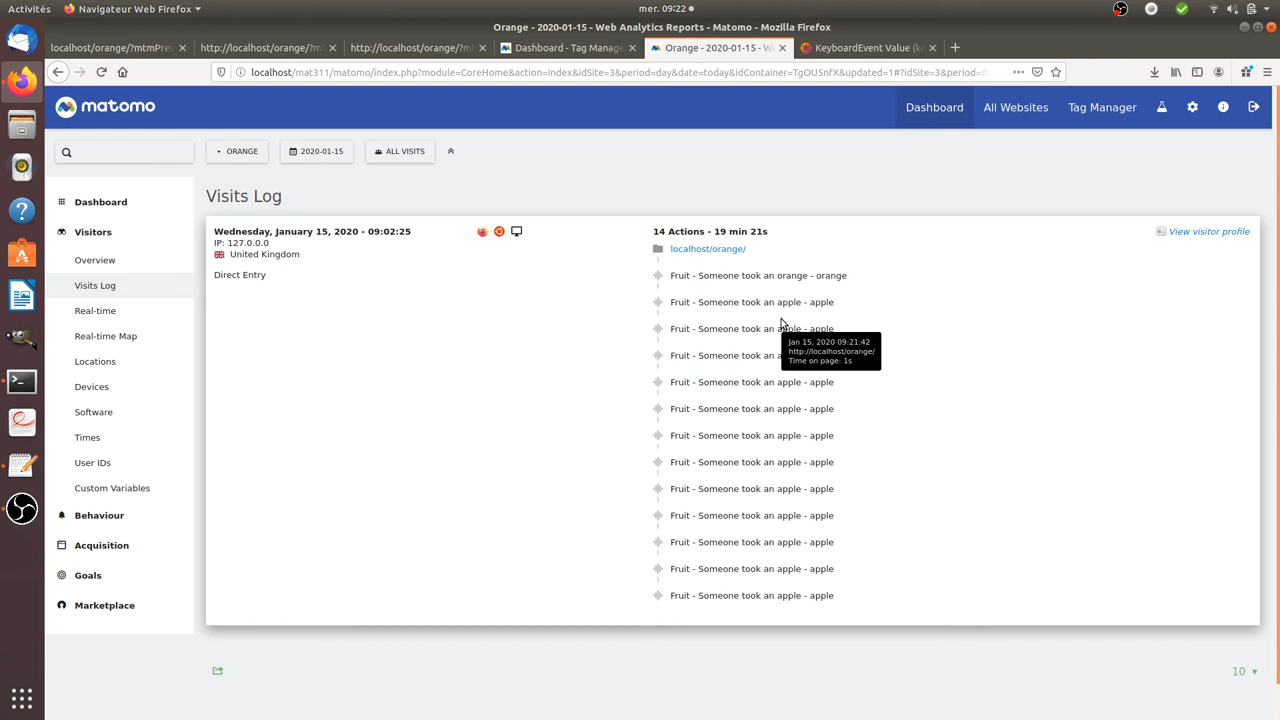 Activités
Navigateur Web Firefox
mer. 09:22
Orange - 2020-01-15 - Web Analytics Reports - Matomo - Mozilla Firefox
localhost/orange/?mtmPrev
http://localhost/orange/?m
http://localhost/orange/?m
Dashboard - Tag Manage
Orange - 2020-01-15 - W
KeyboardEvent Value (ke
localhost/mat311/matomo/index.php?module=CoreHome&action=index&idSite=3&period=day&date=today&idContainer=TgOU5nfX&updated=1#?idSite=3&period=d
matomo
Dashboard
All Websites
Tag Manager
ORANGE
2020-01-15
ALL VISITS
Dashboard
Visitors
Overview
Visits Log
Real-time
Real-time Map
Locations
Devices
Software
Times
User IDs
Custom Variables
Behaviour
Acquisition
Goals
Marketplace
Visits Log
Wednesday, January 15, 2020 - 09:02:25
IP: 127.0.0.0
United Kingdom
Direct Entry
14 Actions - 19 min 21s
View visitor profile
localhost/orange/
Fruit - Someone took an orange - orange
Fruit - Someone took an apple - apple
Fruit - Someone took an apple - apple
Fruit - Someone took an a
Jan 15, 2020 09:21:42
http://localhost/orange/
Time on page: 1s
Fruit - Someone took an apple - apple
Fruit - Someone took an apple - apple
Fruit - Someone took an apple - apple
Fruit - Someone took an apple - apple
Fruit - Someone took an apple - apple
Fruit - Someone took an apple - apple
Fruit - Someone took an apple - apple
Fruit - Someone took an apple - apple
Fruit - Someone took an apple - apple
10